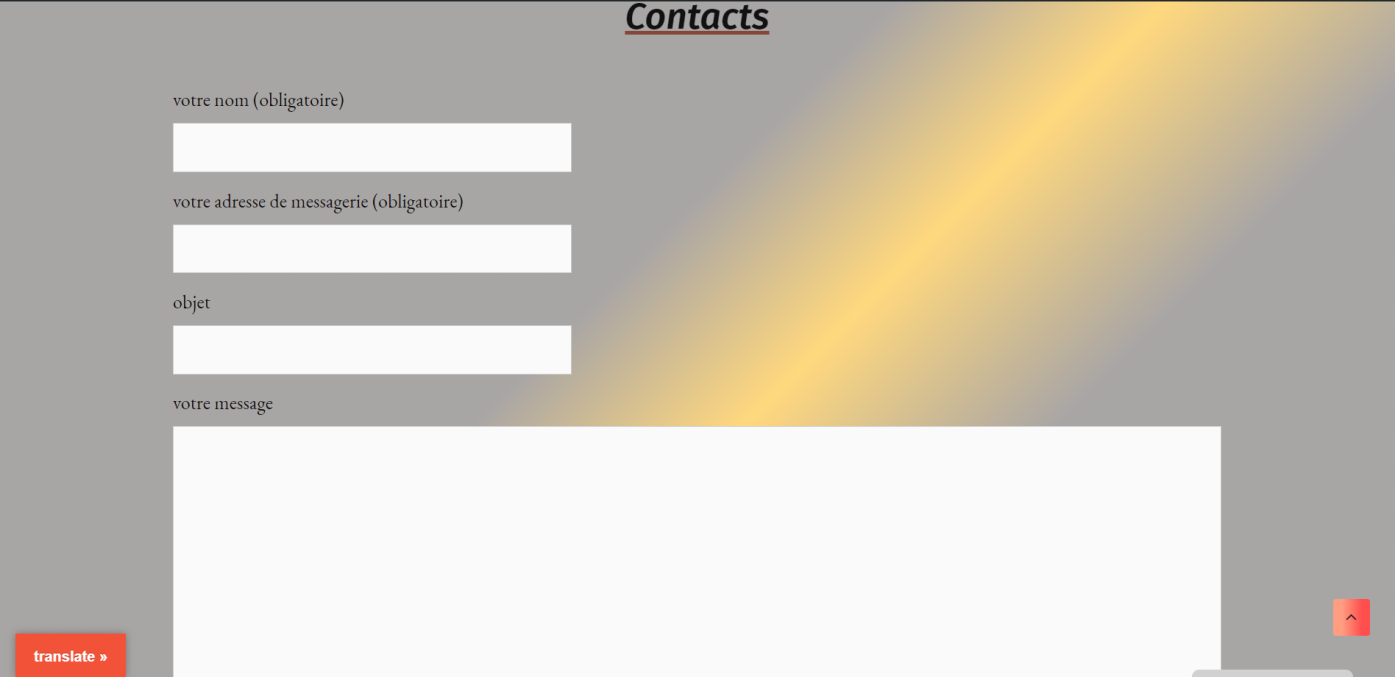 Contacts
votre nom (obligatoire)
votre adresse de messagerie (obligatoire)
objet
votre message
translate »